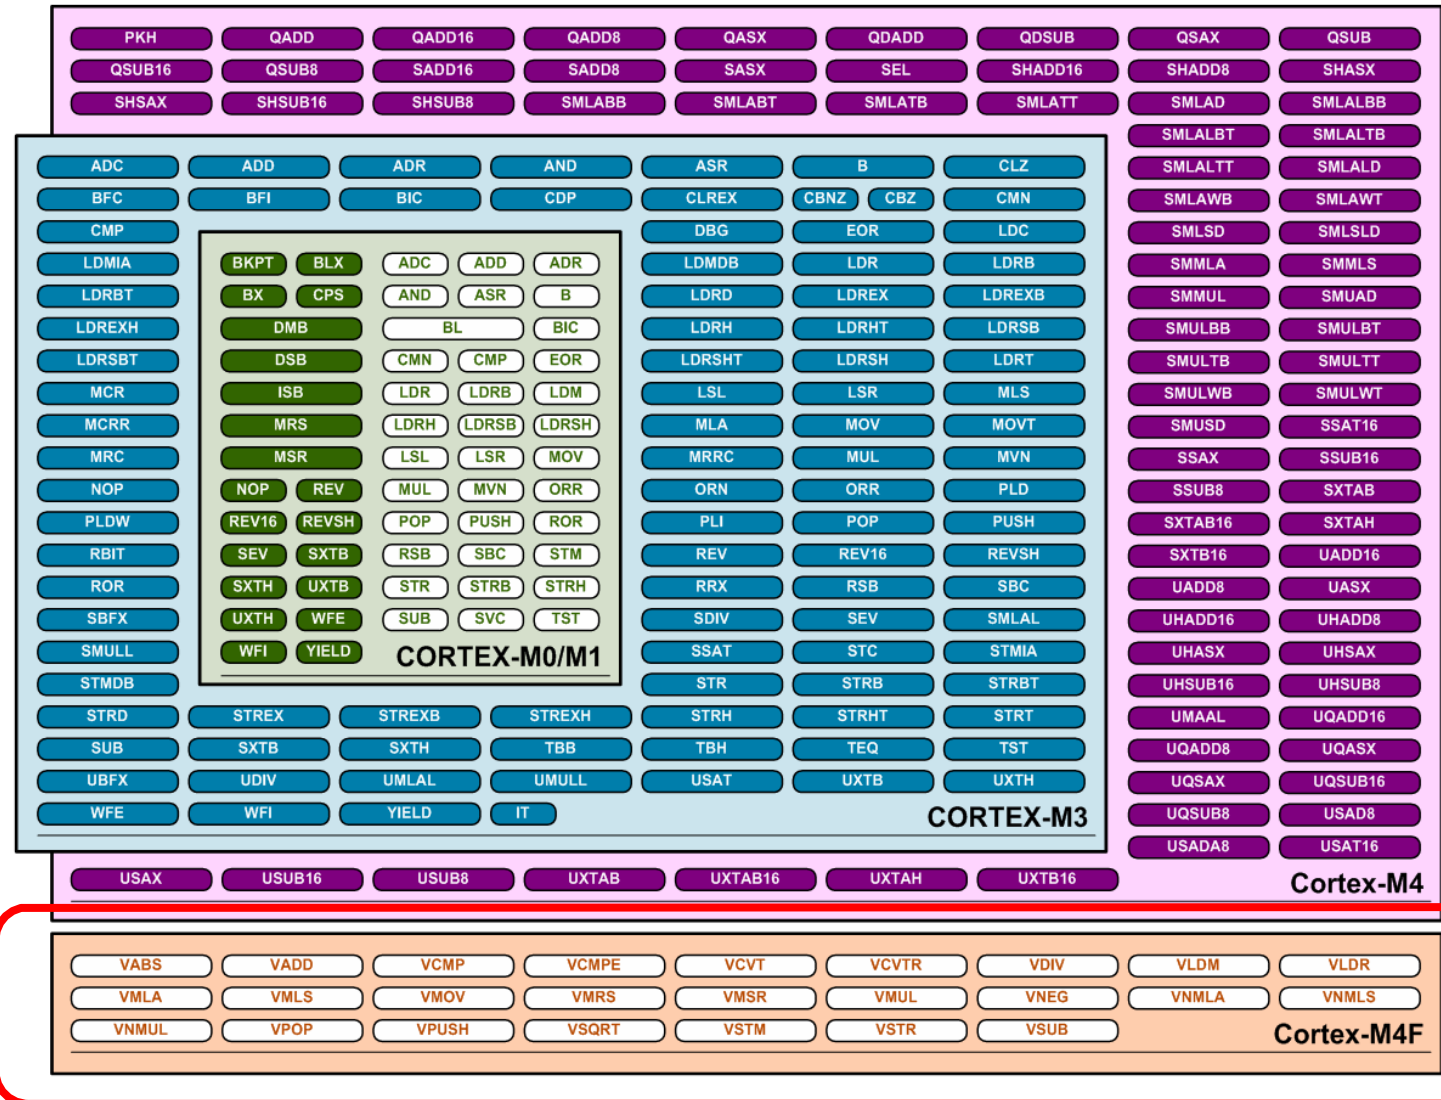 PKH QADD QADD16 QADD8 QASX QDADD QDSUB QSAX QSUB
QSUB16 QSUB8 SADD16 SADD8 SASX SEL SHADD16 SHADD8 SHASX
SHSAX SHSUB16 SHSUB8 SMLABB SMLABT SMLATB SMLATT SMLAD SMLALBB
SMLALBT SMLALTB
ADC ADD ADR AND ASR B CLZ SMLALTT SMLALD
BFC BFI BIC CDP CLREX CBNZ CBZ CMN SMLAWB SMLAWT
CMP DBG EOR LDC SMLSD SMLSLD
LDMIA BKPT BLX ADC ADD ADR LDMDB LDR LDRB SMMLA SMMLS
LDRBT BX CPS AND ASR B LDRD LDREX LDREXB SMMUL SMUAD
LDREXH DMB BL BIC LDRH LDRHT LDRSB SMULBB SMULBT
LDRSBT DSB CMN CMP EOR LDRSHT LDRSH LDRT SMULTB SMULTT
MCR ISB LDR LDRB LDM LSL LSR MLS SMULWB SMULWT
MCRR MRS LDRH LDRSB LDRSH MLA MOV MOVT SMUSD SSAT16
MRC MSR LSL LSR MOV MRRC MUL MVN SSAX SSUB16
NOP NOP REV MUL MVN ORR ORN ORR PLD SSUB8 SXTAB
PLDW REV16 REVSH POP PUSH ROR PLI POP PUSH SXTAB16 SXTAH
RBIT SEV SXTB RSB SBC STM REV REV16 REVSH SXTB16 UADD16
ROR SXTH UXTB STR STRB STRH RRX RSB SBC UADD8 UASX
SBFX UXTH WFE SUB SVC TST SDIV SEV SMLAL UHADD16 UHADD8
SMULL WFI YIELD CORTEX-M0/M1 SSAT STC STMIA UHASX UHSAX
STMDB STR STRB STRBT UHSUB16 UHSUB8
STRD STREX STREXB STREXH STRH STRHT STRT UMAAL UQADD16
SUB SXTB SXTH TBB TBH TEQ TST UQADD8 UQASX
UBFX UDIV UMLAL UMULL USAT UXTB UXTH UQSAX UQSUB16
WFE WFI YIELD IT CORTEX-M3 UQSUB8 USAD8
USADA8 USAT16
USAX USUB16 USUB8 UXTAB UXTAB16 UXTAH UXTB16 Cortex-M4
VABS VADD VCMP VCMPE VCVT VCVTR VDIV VLDM VLDR
VMLA VMLS VMOV VMRS VMSR VMUL VNEG VNMLA VNMLS
VNMUL VPOP VPUSH VSQRT VSTM VSTR VSUB Cortex-M4F